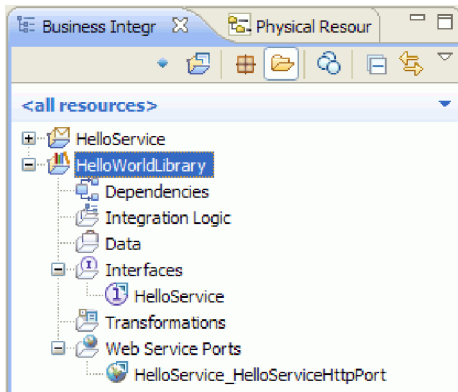 Business Integr Physical Resour
<all resources>
HelloService
HelloWorldLibrary
Dependencies
Integration Logic
Data
Interfaces
HelloService
Transformations
Web Service Ports
HelloService_HelloServiceHttpPort